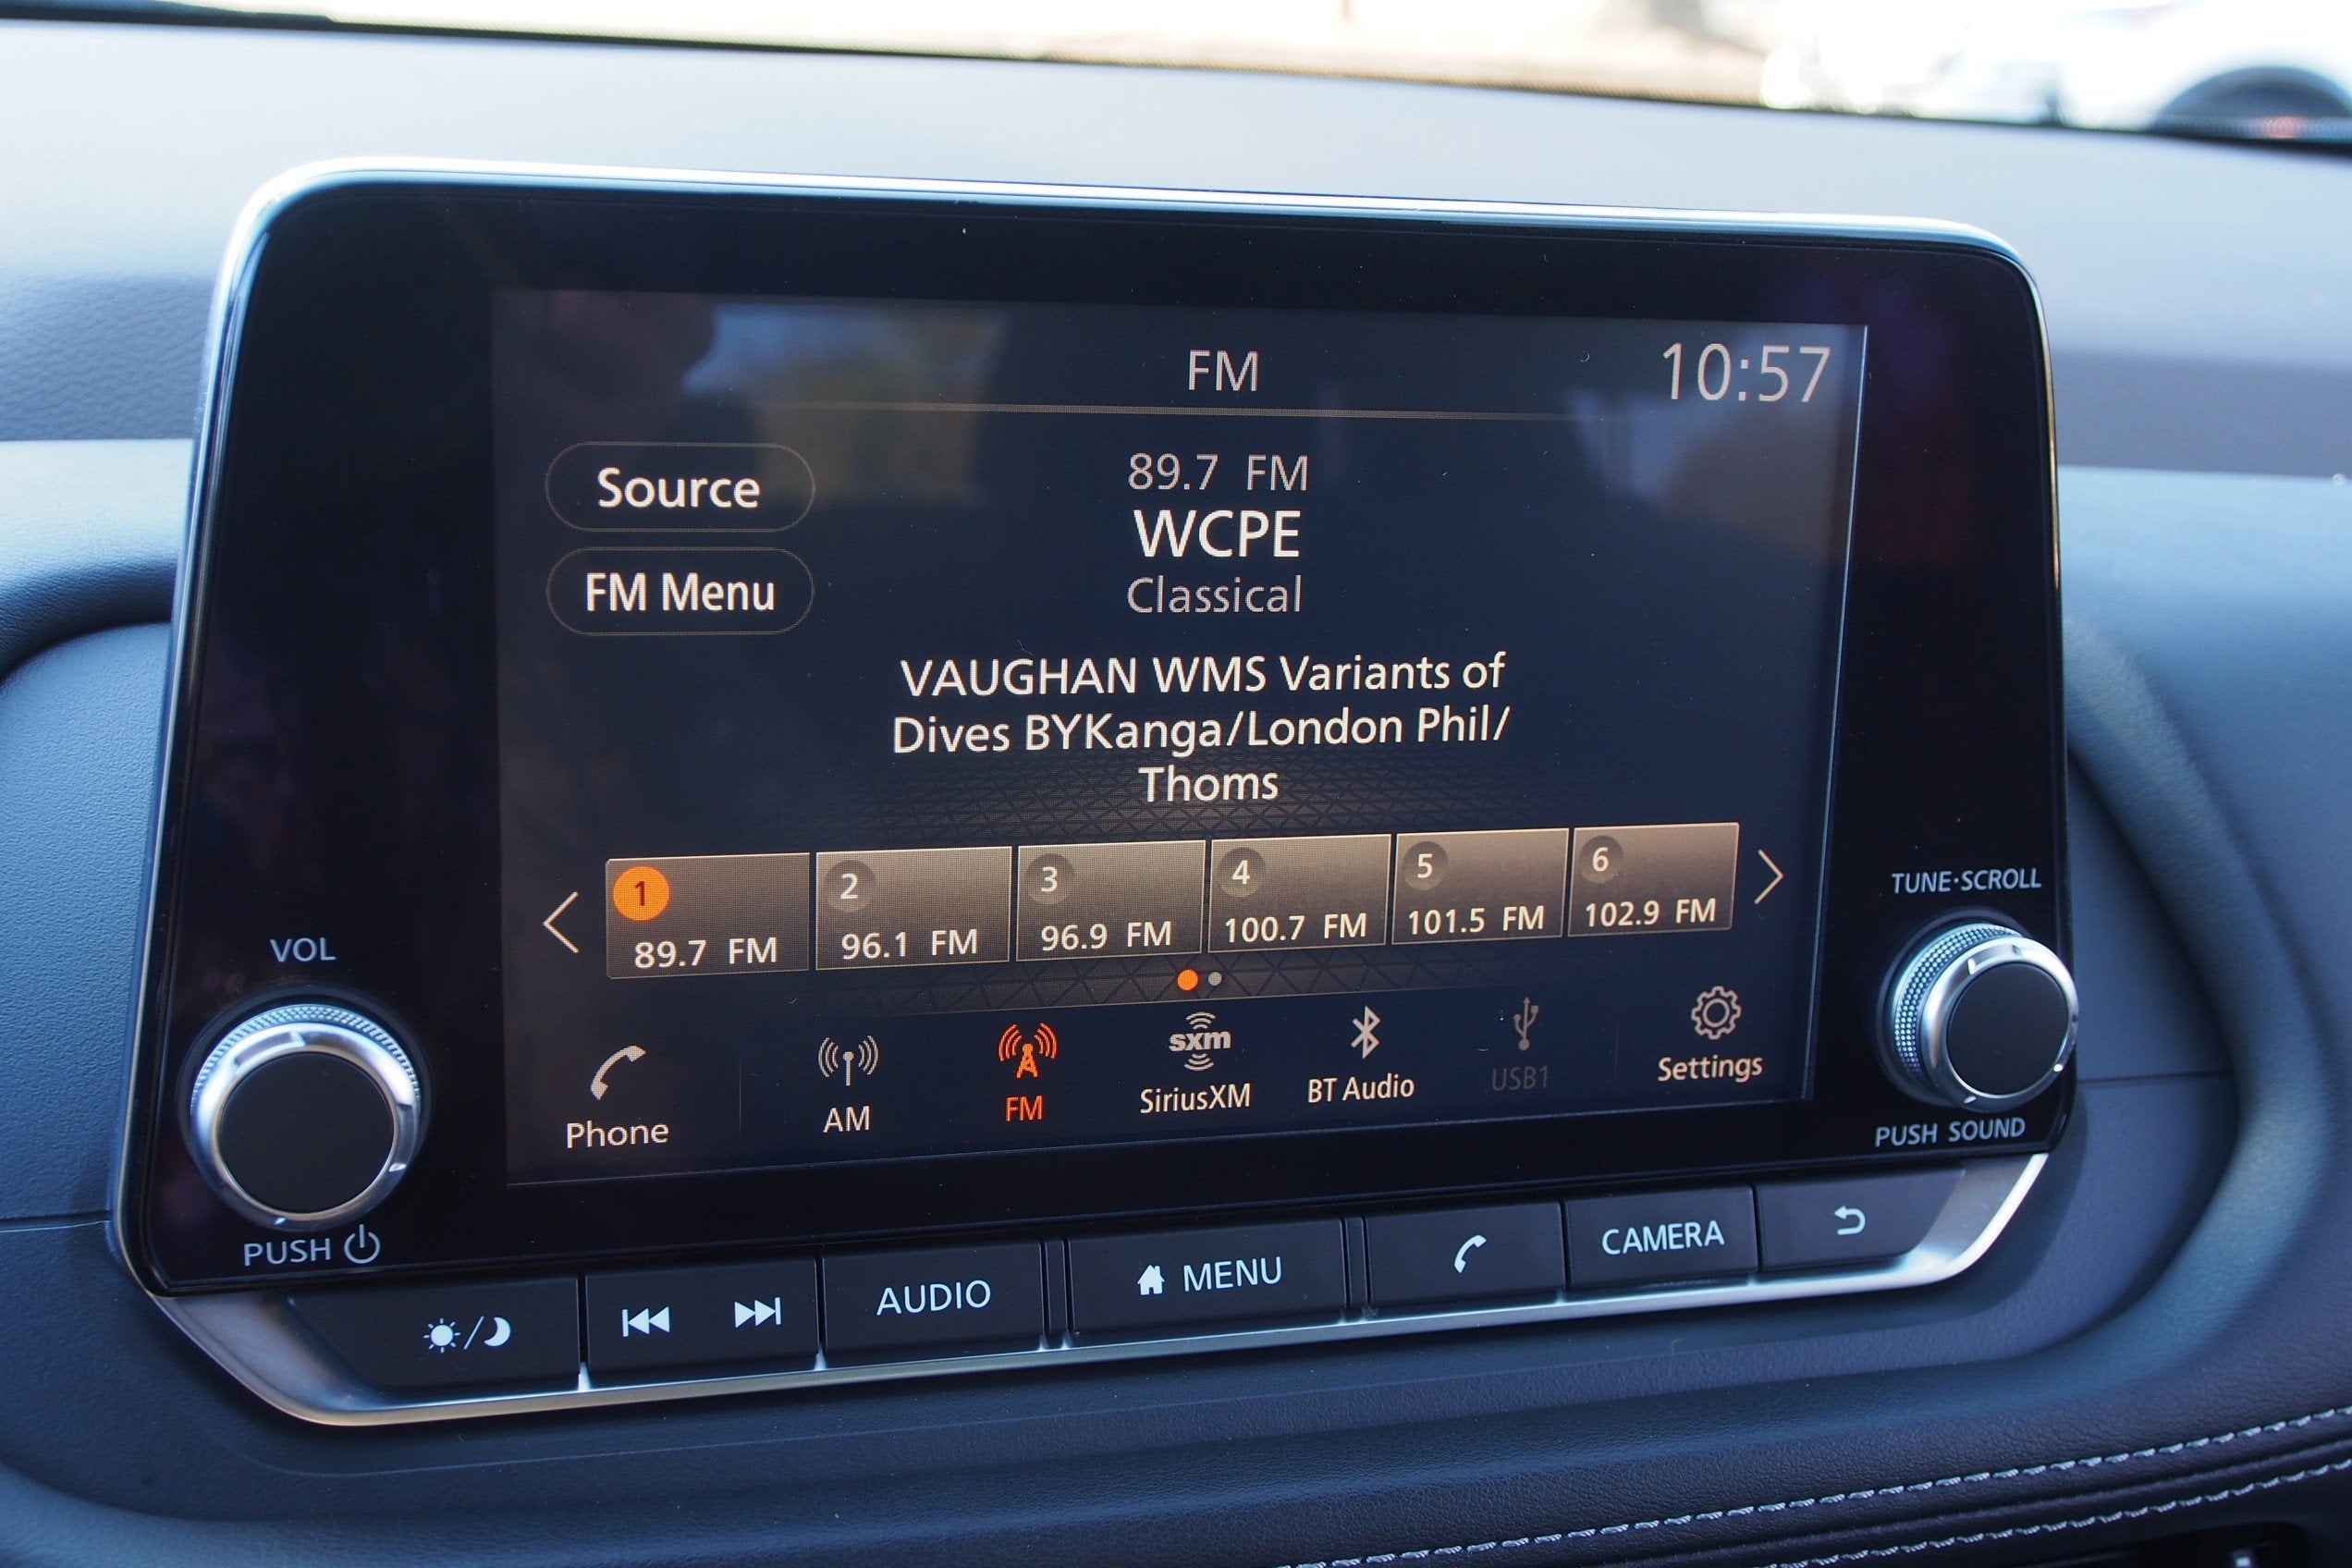 FM
10:57
Source
FM Menu
89.7 FM
WCPE
Classical
VAUGHAN WMS Variants of
Dives BYKanga/London Phil/
Thoms
1
89.7 FM
2
96.1 FM
3
96.9 FM
4
100.7 FM
5
101.5 FM
6
102.9 FM
Phone
AM
FM
sxm
SiriusXM
BT Audio
USB1
Settings
VOL
PUSH
TUNE·SCROLL
PUSH SOUND
AUDIO
MENU
CAMERA